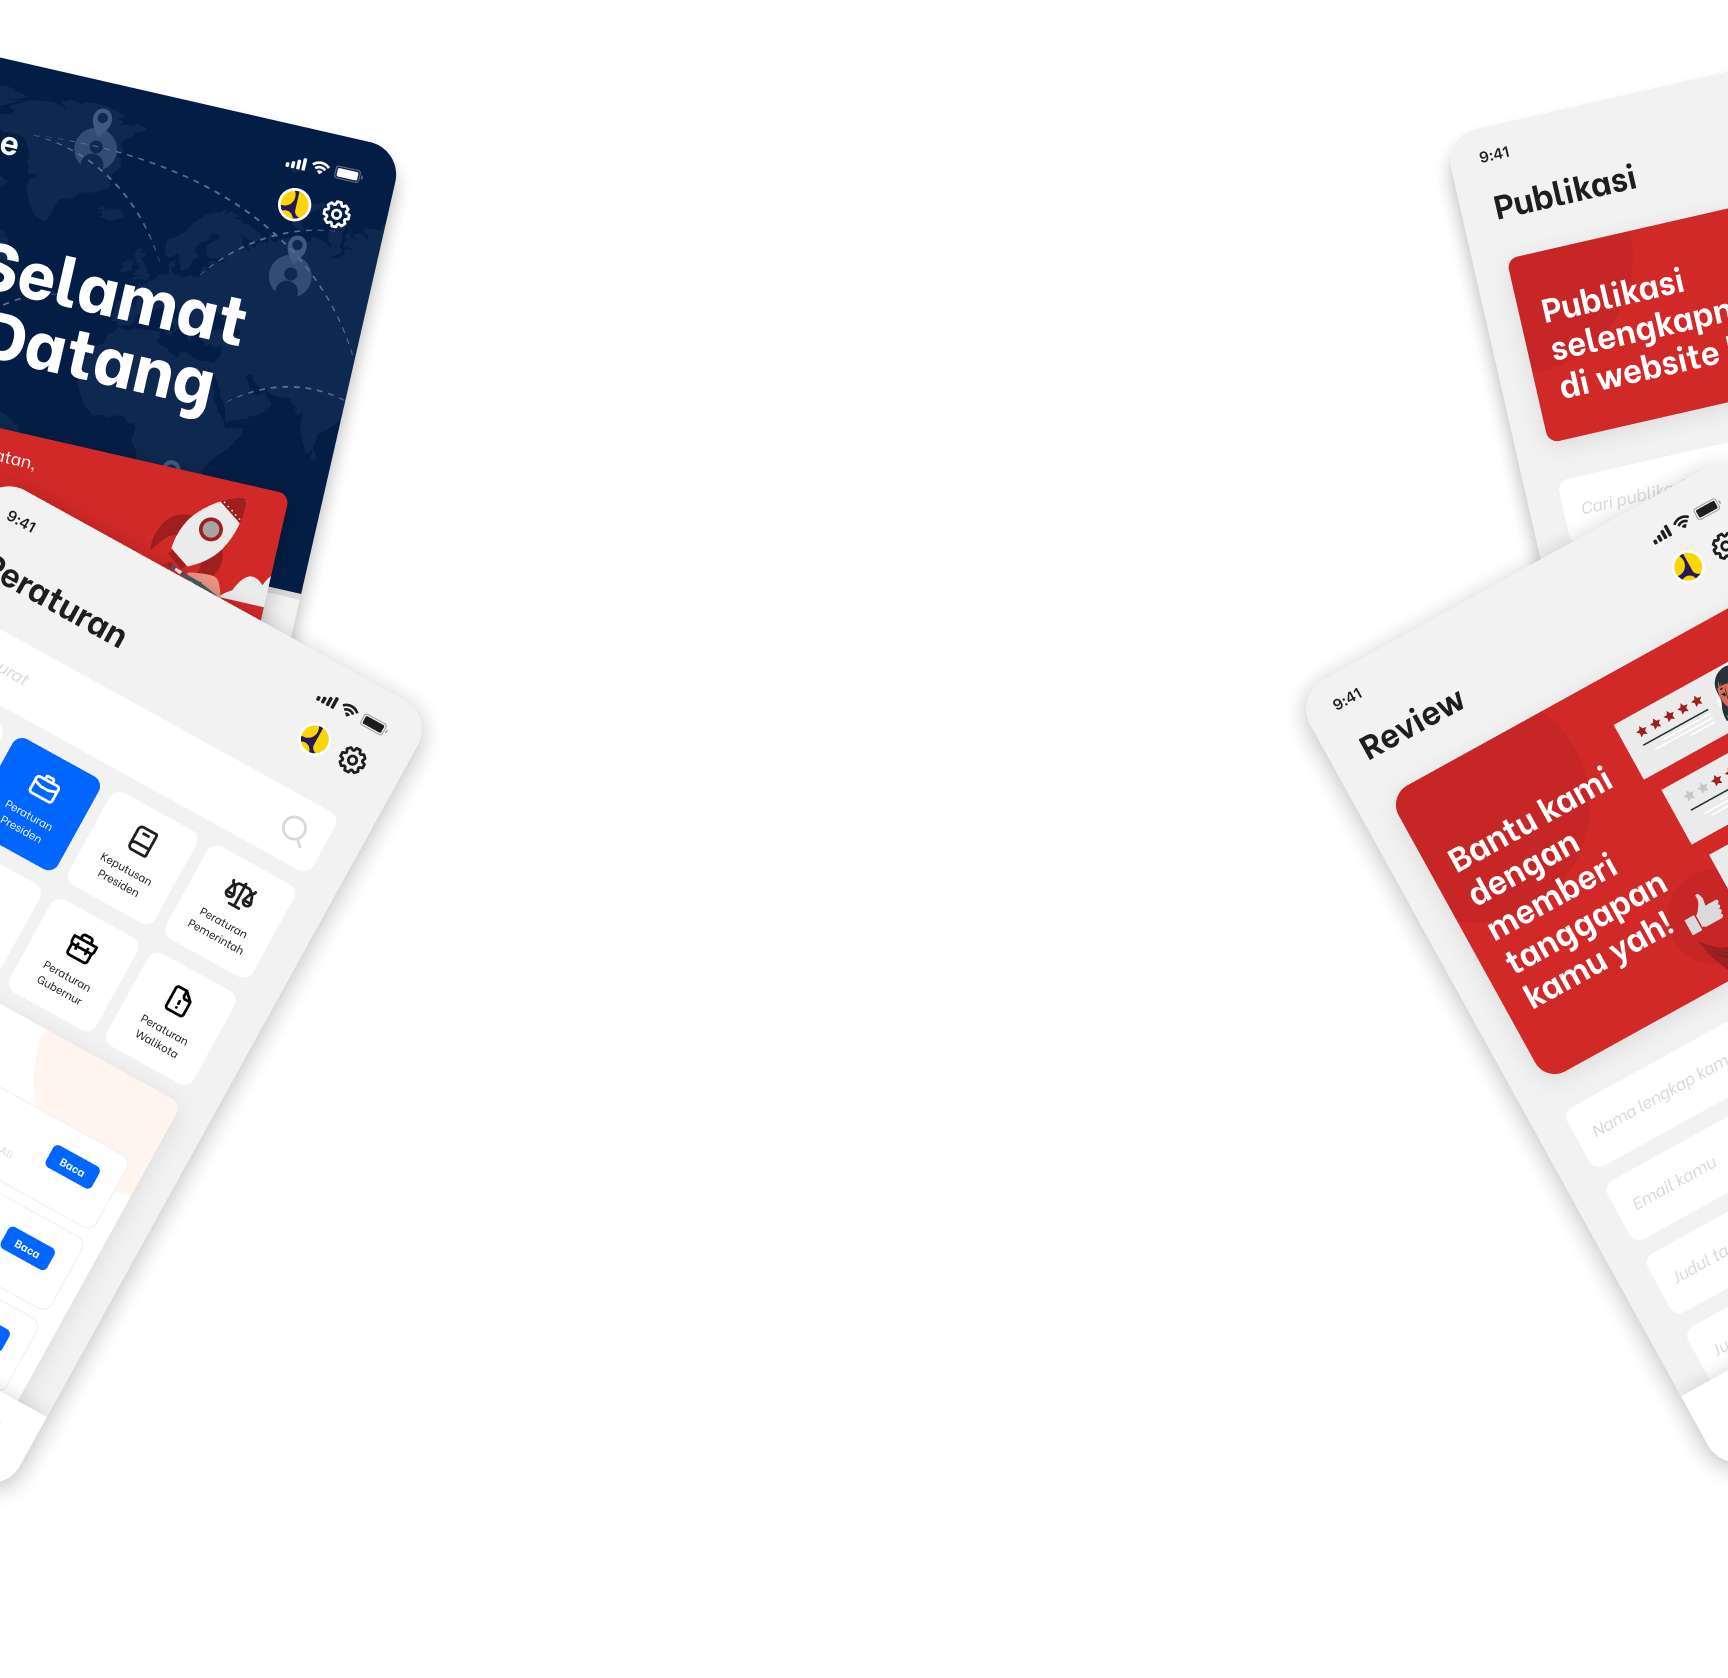 Selamat
Datang
9:41
Peraturan
Peraturan
Presiden
Keputusan
Presiden
Peraturan
Pemerintah
Peraturan
Gubernur
Peraturan
Walikota
Ali
Baca
Baca
9:41
Publikasi
Publikasi
selengkapn
di website
Cari publik
9:41
Review
Bantu kami
dengan
memberi
tanggapan
kamu yah!
Nama lengkap kam
Email kamu
Judul ta
Ju